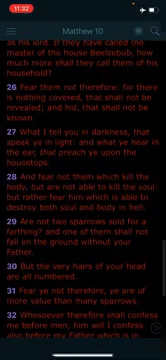 11:32
Matthew 10
as his lord. If they have called the
master of the house Beelzebub, how
much more shall they call them of his
household?
26 Fear them not therefore: for there
is nothing covered, that shall not be
revealed; and hid, that shall not be
known.
27 What I tell you in darkness, that
speak ye in light: and what ye hear in
the ear, that preach ye upon the
housetops.
28 And fear not them which kill the
body, but are not able to kill the soul:
but rather fear him which is able to
destroy both soul and body in hell.
29 Are not two sparrows sold for a
farthing? and one of them shall not
fall on the ground without your
Father.
30 But the very hairs of your head
are all numbered.
31 Fear ye not therefore, ye are of
more value than many sparrows.
32 Whosoever therefore shall confess
me before men, him will I confess
also before my Father which is in